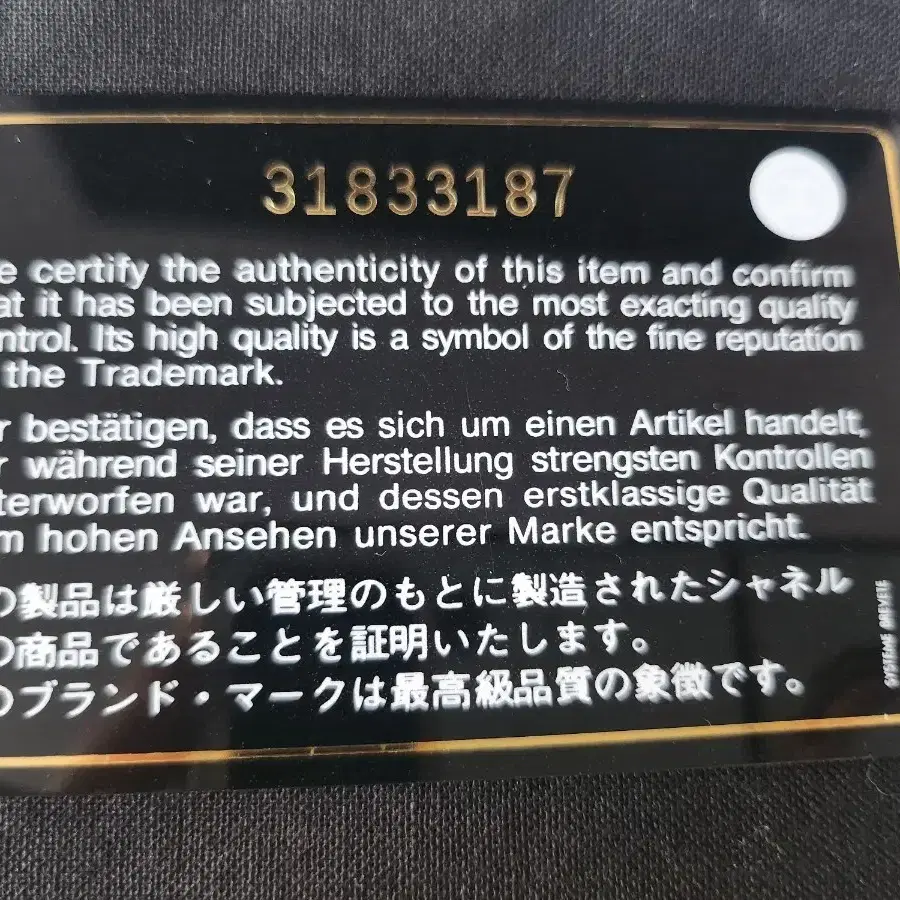 31833187
e certify the authenticity of this item and confirm
at it has been subjected to the most exacting quality
ntrol. Its high quality is a symbol of the fine reputation
the Trademark.
r bestätigen, dass es sich um einen Artikel handelt,
r während seiner Herstellung strengsten Kontrollen
terworfen war, und dessen erstklassige Qualität
m hohen Ansehen unserer Marke entspricht.
の製品は厳しい管理のもとに製造されたシャネル
の商品であることを証明いたします。
のブランド・マークは最高級品質の象徴です。
SYSTEME BREVETE